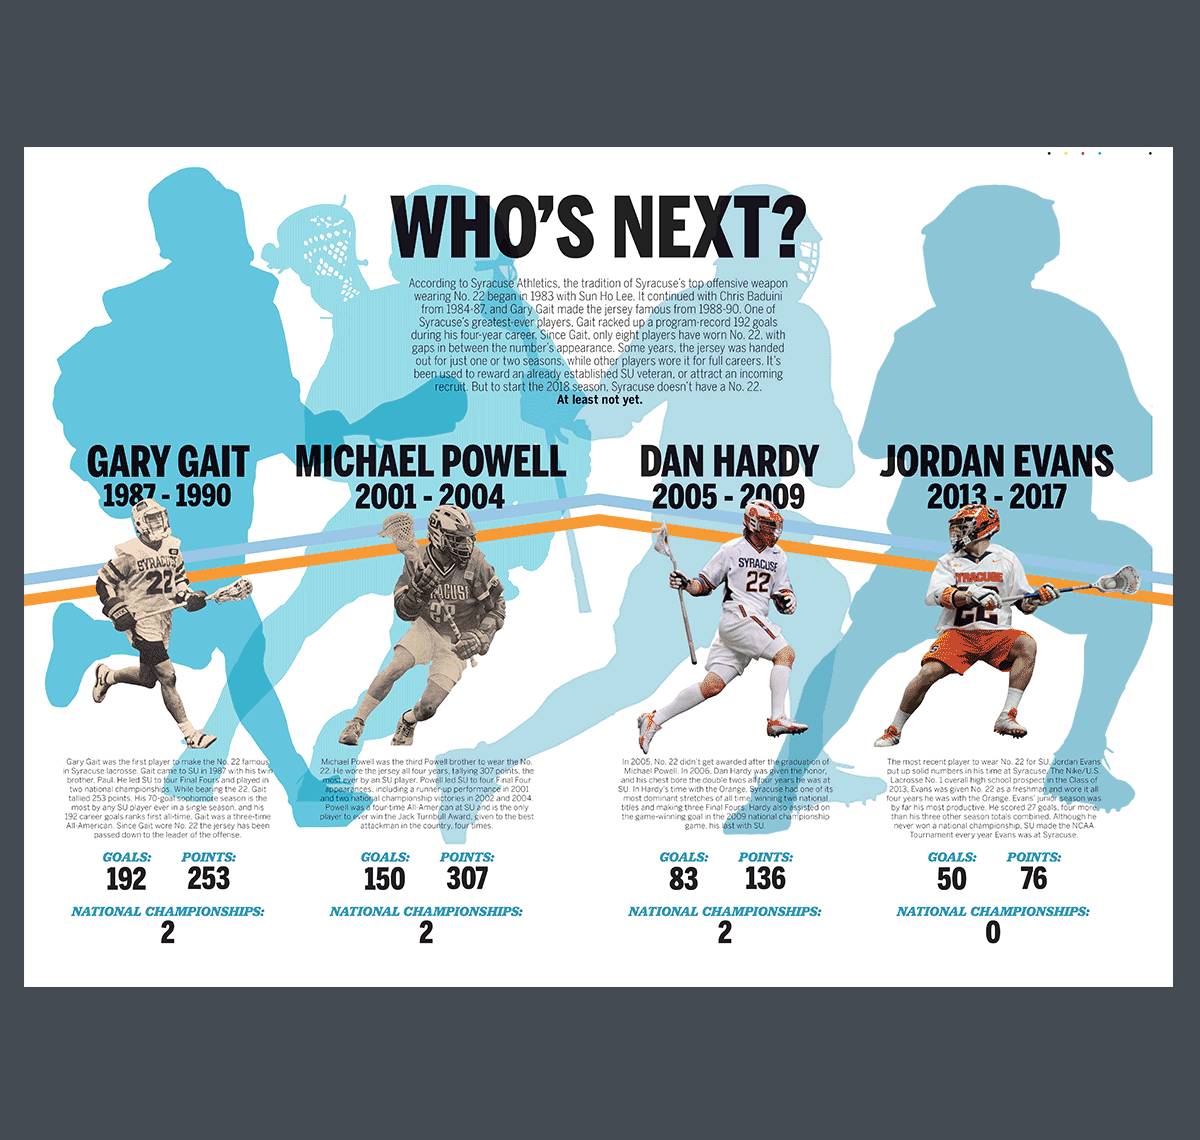 WHO'S NEXT?
According to Syracuse Athletics, the tradition of Syracuse's top offensive weapon
wearing No. 22 began in 1983 with Sun Ho Lee. It continued with Chris Baduini
from 1984-87, and Gary Gait made the jersey famous from 1988-90. One of
Syracuse's greatest-ever players, Gait racked up a program-record 192 goals
during his four-year career. Since Gait, only eight players have worn No. 22, with
gaps in between the number's appearance. Some years, the jersey was handed
out for just one or two seasons, while other players wore it for full careers. It's
been used to reward an already established SU veteran, or attract an incoming
recruit. But to start the 2018 season, Syracuse doesn't have a No. 22.
At least not yet.
GARY GAIT
1987 - 1990
SYRACUSE
22
Gary Gait was the first player to make the No. 22 famous
in Syracuse lacrosse. Gait came to SU in 1987 with his twin
brother, Paul. He led SU to four Final Fours and played in
two national championships. While bearing the 22, Gait
tallied 253 points. His 70-goal sophomore season is the
most by any SU player ever in a single season, and his
192 career goals ranks first all-time. Gait was a three-time
All-American. Since Gait wore No. 22 the jersey has been
passed down to the leader of the offense.
GOALS: POINTS:
192 253
NATIONAL CHAMPIONSHIPS:
2
MICHAEL POWELL
2001 - 2004
Michael Powell was the third Powell brother to wear the No.
22. He wore the jersey all four years, tallying 307 points, the
most ever by an SU player. Powell led SU to four Final Four
appearances, including a runner up performance in 2001
and two national championship victories in 2002 and 2004.
Powell was a four-time All-American at SU and is the only
player to ever win the Jack Turnbull Award, given to the best
attackman in the country, four times.
GOALS: POINTS:
150 307
NATIONAL CHAMPIONSHIPS:
2
DAN HARDY
2005 - 2009
SYRACUSE
22
In 2005, No. 22 didn't get awarded after the graduation of
Michael Powell. In 2006, Dan Hardy was given the honor,
and his chest bore the double twos all four years he was at
SU. In Hardy's time with the Orange, Syracuse had one of its
most dominant stretches of all time, winning two national
titles and making three Final Fours. Hardy also assisted on
the game-winning goal in the 2009 national championship
game, his last with SU.
GOALS: POINTS:
83 136
NATIONAL CHAMPIONSHIPS:
2
JORDAN EVANS
2013 - 2017
SYRACUSE
22
The most recent player to wear No. 22 for SU, Jordan Evans
put up solid numbers in his time at Syracuse. The Nike/U.S.
Lacrosse No. 1 overall high school prospect in the Class of
2013, Evans was given No. 22 as a freshman and wore it all
four years he was with the Orange. Evans' junior season was
by far his most productive. He scored 27 goals, four more,
than his three other season totals combined. Although he
never won a national championship, SU made the NCAA
Tournament every year Evans was at Syracuse.
GOALS: POINTS:
50 76
NATIONAL CHAMPIONSHIPS:
0